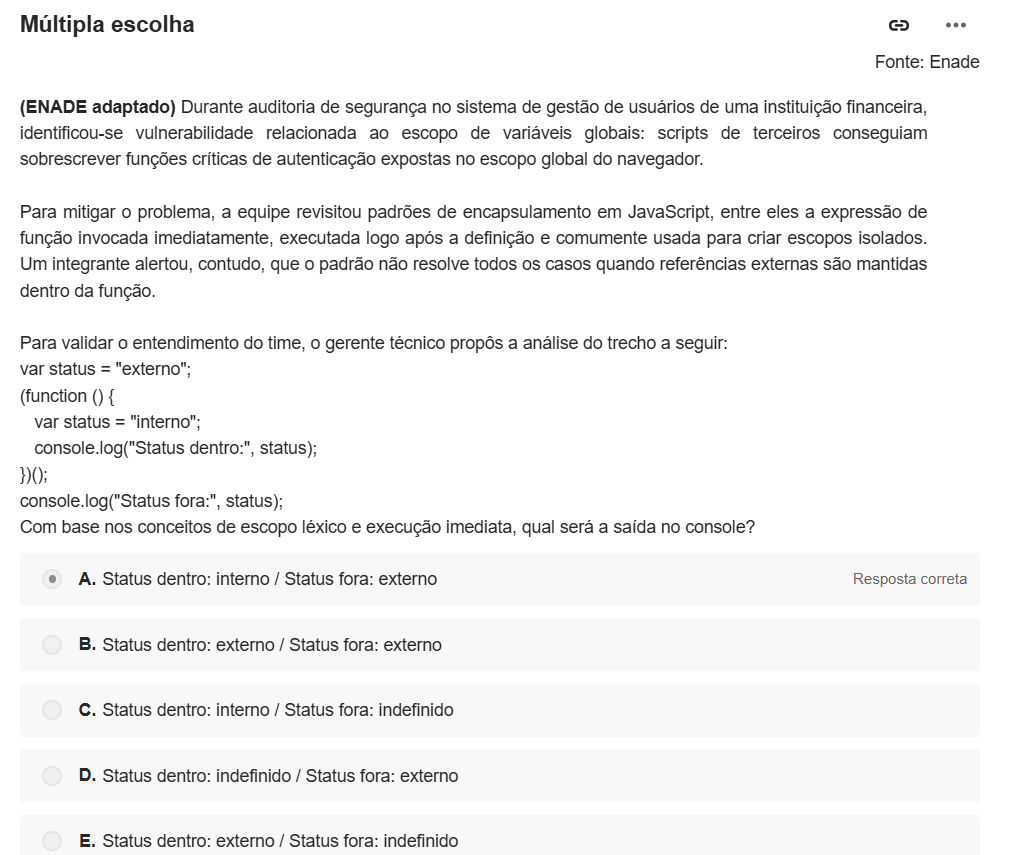 Múltipla escolha
Fonte: Enade
(ENADE adaptado) Durante auditoria de segurança no sistema de gestão de usuários de uma instituição financeira,
identificou-se vulnerabilidade relacionada ao escopo de variáveis globais: scripts de terceiros conseguiam
sobrescrever funções críticas de autenticação expostas no escopo global do navegador.
Para mitigar o problema, a equipe revisitou padrões de encapsulamento em JavaScript, entre eles a expressão de
função invocada imediatamente, executada logo após a definição e comumente usada para criar escopos isolados.
Um integrante alertou, contudo, que o padrão não resolve todos os casos quando referências externas são mantidas
dentro da função.
Para validar o entendimento do time, o gerente técnico propôs a análise do trecho a seguir:
var status = "externo";
(function () {
var status = "interno";
console.log("Status dentro:", status);
})();
console.log("Status fora:", status);
Com base nos conceitos de escopo léxico e execução imediata, qual será a saída no console?
A. Status dentro: interno / Status fora: externo Resposta correta
B. Status dentro: externo / Status fora: externo
C. Status dentro: interno / Status fora: indefinido
D. Status dentro: indefinido / Status fora: externo
E. Status dentro: externo / Status fora: indefinido